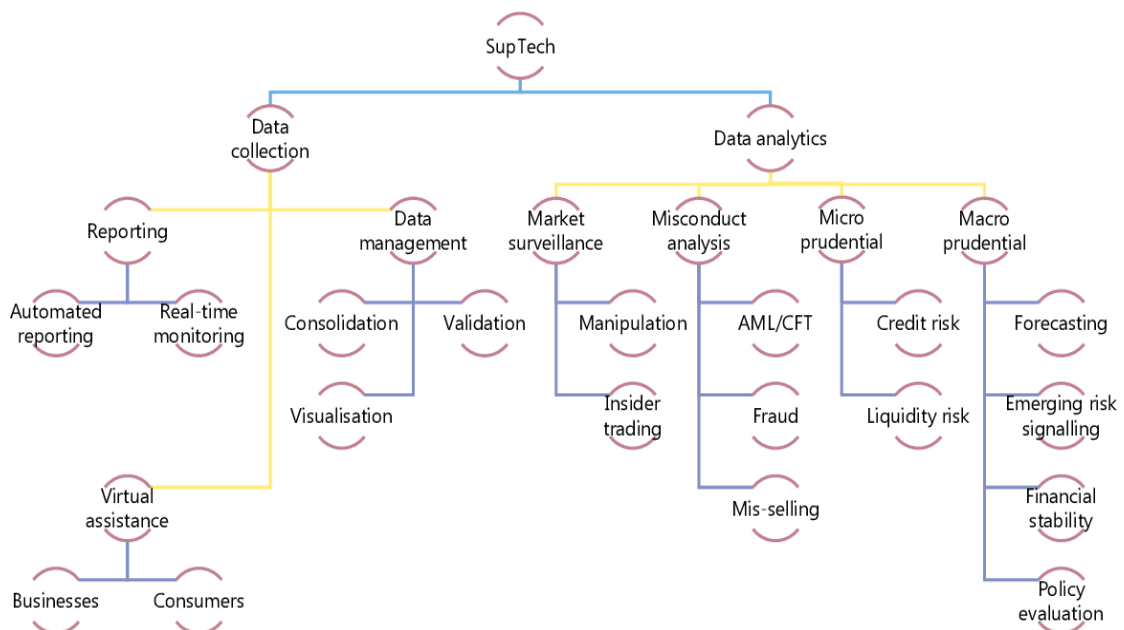 SupTech
Data
collection
Data analytics
Reporting
Data
management
Market
surveillance
Misconduct
analysis
Micro
prudential
Macro
prudential
Automated
reporting
Real-time
monitoring
Consolidation
Validation
Manipulation
AML/CFT
Credit risk
Forecasting
Visualisation
Insider
trading
Fraud
Liquidity risk
Emerging risk
signalling
Virtual
assistance
Mis-selling
Financial
stability
Businesses
Consumers
Policy
evaluation